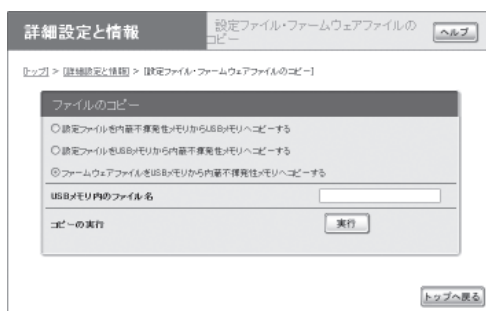 詳細設定と情報
設定ファイル・ファームウェアファイルの
コピー
ヘルプ
[トップ] > [詳細設定と情報] > [設定ファイル・ファームウェアファイルのコピー]
ファイルのコピー
設定ファイルを内蔵不揮発性メモリからUSBメモリへコピーする
設定ファイルをUSBメモリから内蔵不揮発性メモリへコピーする
ファームウェアファイルをUSBメモリから内蔵不揮発性メモリへコピーする
USBメモリ内のファイル名
コピーの実行
実行
トップへ戻る